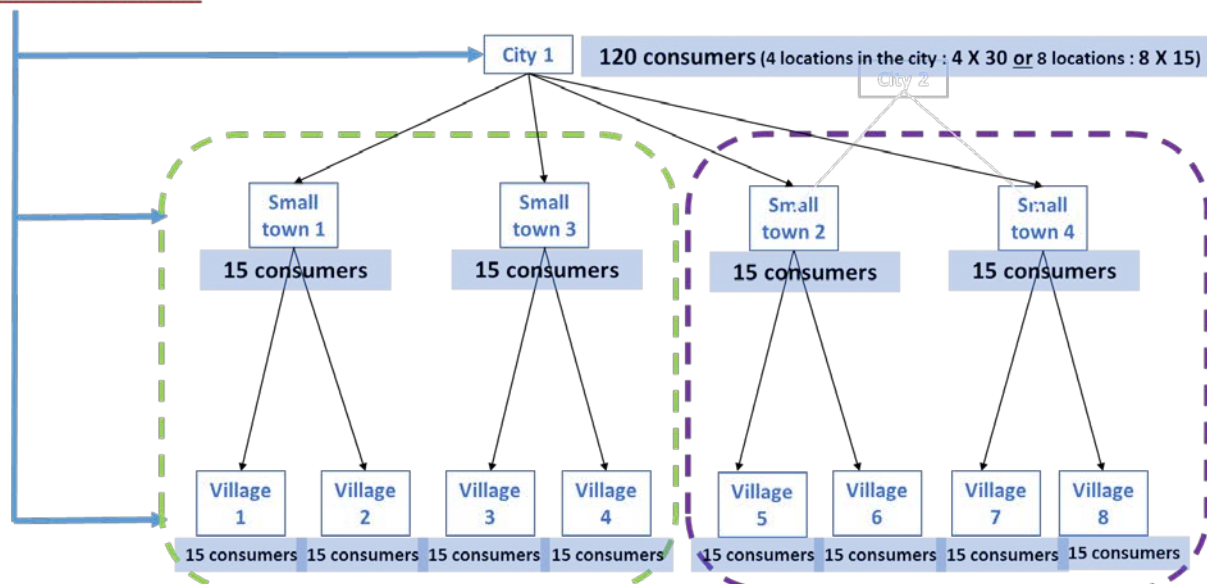 City 1
120 consumers (4 locations in the city : 4 X 30 or 8 locations : 8 X 15)
City 2
Small
town 1
15 consumers
Small
town 3
15 consumers
Small
town 2
15 consumers
Small
town 4
15 consumers
Village
1
15 consumers
Village
2
15 consumers
Village
3
15 consumers
Village
4
15 consumers
Village
5
15 consumers
Village
6
15 consumers
Village
7
15 consumers
Village
8
15 consumers